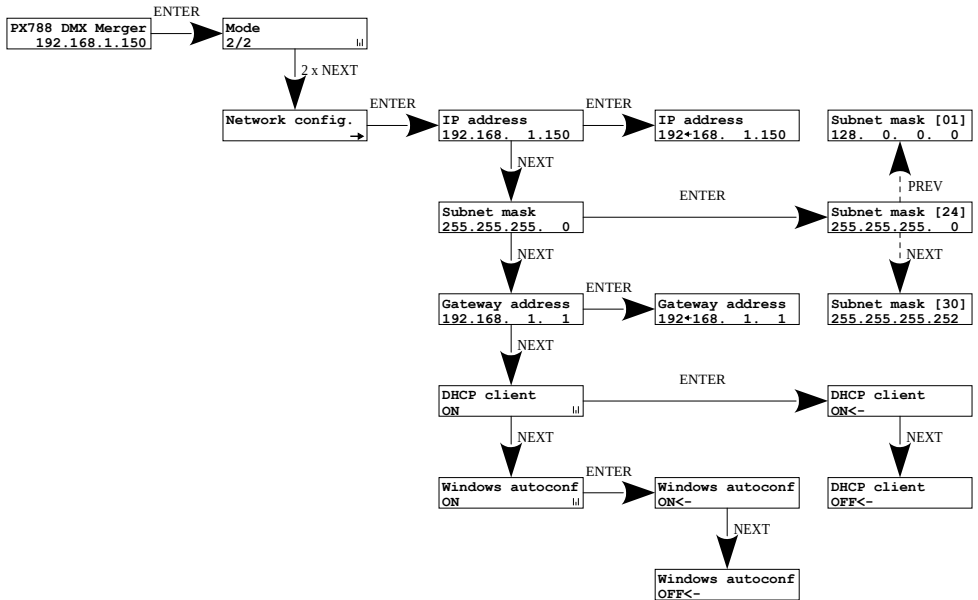 ENTER
PX788 DMX Merger
192.168.1.150
Mode
2/2
2 x NEXT
Network config.
ENTER
IP address
192.168.  1.150
ENTER
IP address
192←168.  1.150
Subnet mask [01]
128.  0.  0.  0
NEXT
PREV
Subnet mask
255.255.255.  0
ENTER
Subnet mask [24]
255.255.255.  0
NEXT
NEXT
Gateway address
192.168.  1.  1
ENTER
Gateway address
192←168.  1.  1
Subnet mask [30]
255.255.255.252
NEXT
DHCP client
ON
ENTER
DHCP client
ON<-
NEXT
NEXT
Windows autoconf
ON
ENTER
Windows autoconf
ON<-
DHCP client
OFF<-
NEXT
Windows autoconf
OFF<-